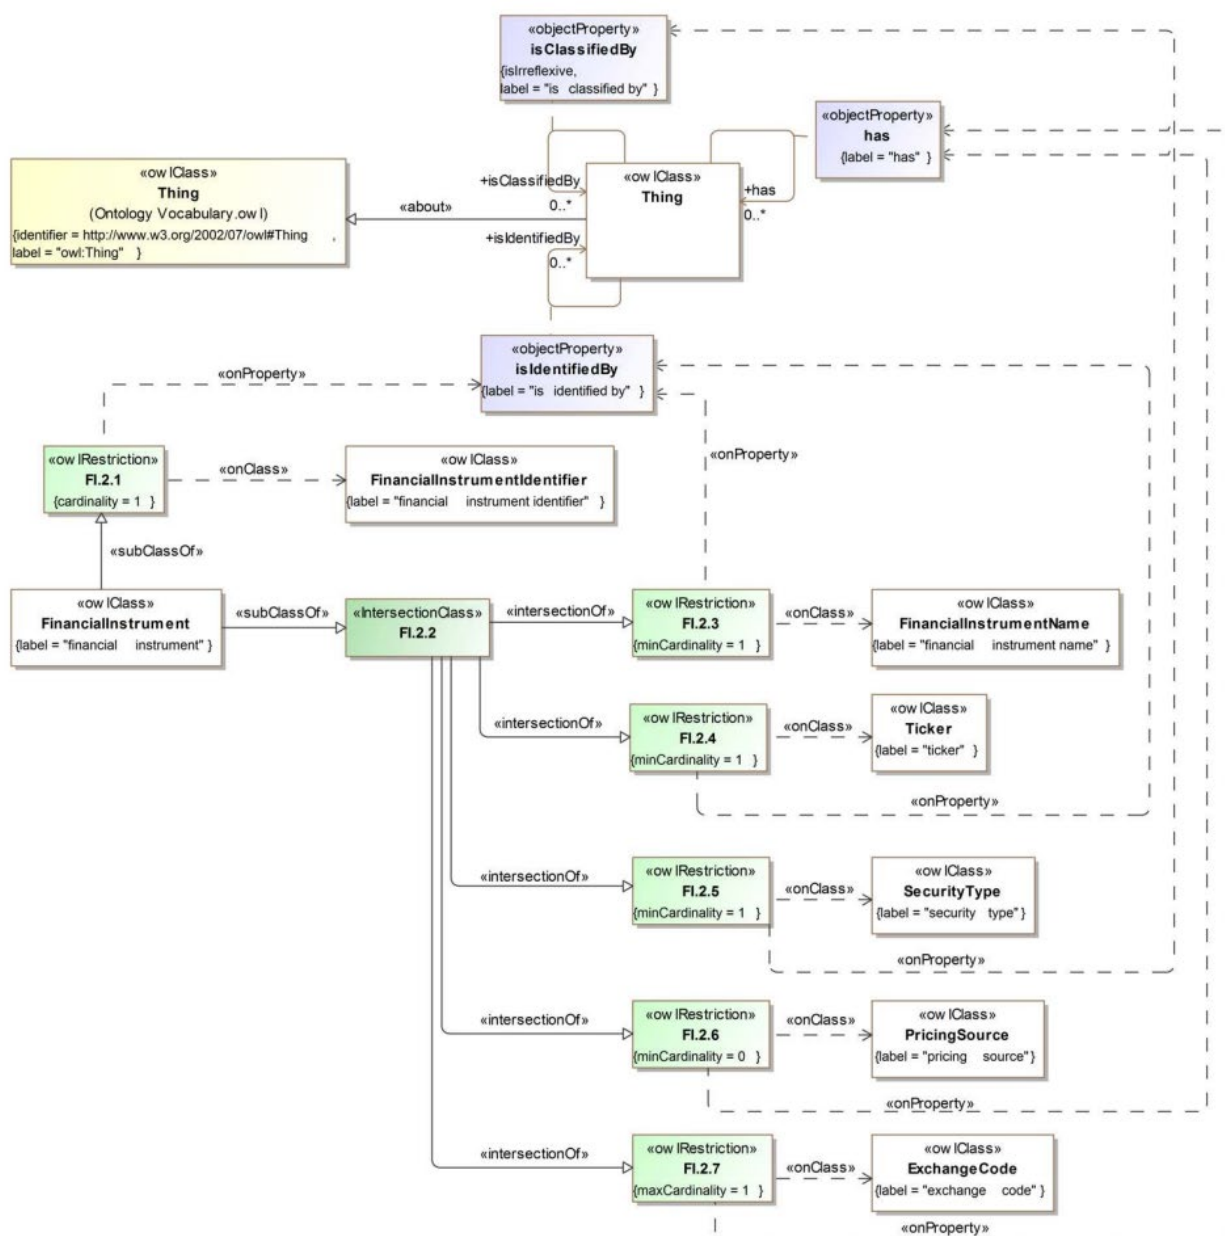 «objectProperty»
isClassifiedBy
{isIrreflexive,
label = "is classified by" }
«objectProperty»
has
{label = "has" }
«owlClass»
Thing
(Ontology Vocabulary.owl)
{identifier = http://www.w3.org/2002/07/owl#Thing ,
label = "owl:Thing" }
«about»
+isClassifiedBy
0..*
«owlClass»
Thing
+has
0..*
+isIdentifiedBy
0..*
«objectProperty»
isIdentifiedBy
{label = "is identified by" }
«onProperty»
«owlRestriction»
FI.2.1
{cardinality = 1 }
«onClass»
«owlClass»
FinancialInstrumentIdentifier
{label = "financial instrument identifier" }
«onProperty»
«subClassOf»
«owlClass»
FinancialInstrument
{label = "financial instrument" }
«subClassOf»
«IntersectionClass»
FI.2.2
«intersectionOf»
«owlRestriction»
FI.2.3
{minCardinality = 1 }
«onClass»
«owlClass»
FinancialInstrumentName
{label = "financial instrument name" }
«intersectionOf»
«owlRestriction»
FI.2.4
{minCardinality = 1 }
«onClass»
«owlClass»
Ticker
{label = "ticker" }
«onProperty»
«intersectionOf»
«owlRestriction»
FI.2.5
{minCardinality = 1 }
«onClass»
«owlClass»
SecurityType
{label = "security type" }
«onProperty»
«intersectionOf»
«owlRestriction»
FI.2.6
{minCardinality = 0 }
«onClass»
«owlClass»
PricingSource
{label = "pricing source" }
«onProperty»
«intersectionOf»
«owlRestriction»
FI.2.7
{maxCardinality = 1 }
«onClass»
«owlClass»
ExchangeCode
{label = "exchange code" }
«onProperty»